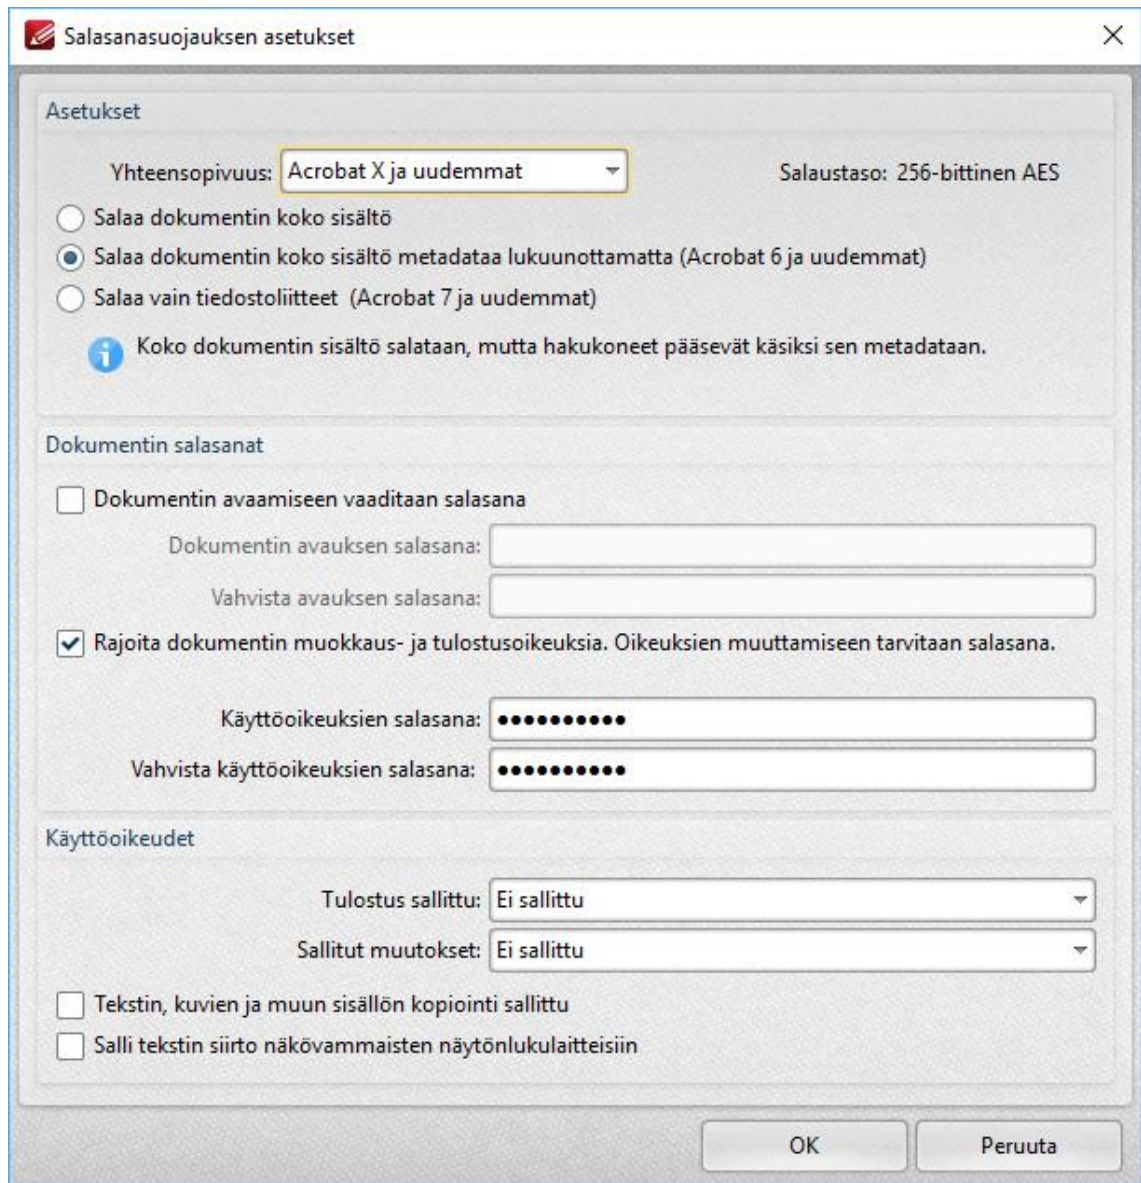 Salasanasuojauksen asetukset
Asetukset
Yhteensopivuus: Acrobat X ja uudemmat Salaustaso: 256-bittinen AES
Salaa dokumentin koko sisältö
Salaa dokumentin koko sisältö metadataa lukuunottamatta (Acrobat 6 ja uudemmat)
Salaa vain tiedostoliitteet (Acrobat 7 ja uudemmat)
Koko dokumentin sisältö salataan, mutta hakukoneet pääsevät käsiksi sen metadataan.
Dokumentin salasanat
Dokumentin avaamiseen vaaditaan salasana
Dokumentin avauksen salasana:
Vahvista avauksen salasana:
Rajoita dokumentin muokkaus- ja tulostusoikeuksia. Oikeuksien muuttamiseen tarvitaan salasana.
Käyttöoikeuksien salasana: ●●●●●●●●●●
Vahvista käyttöoikeuksien salasana: ●●●●●●●●●●
Käyttöoikeudet
Tulostus sallittu: Ei sallittu
Sallitut muutokset: Ei sallittu
Tekstin, kuvien ja muun sisällön kopiointi sallittu
Salli tekstin siirto näkövammaisten näytönlukulaitteisiin
OK Peruuta